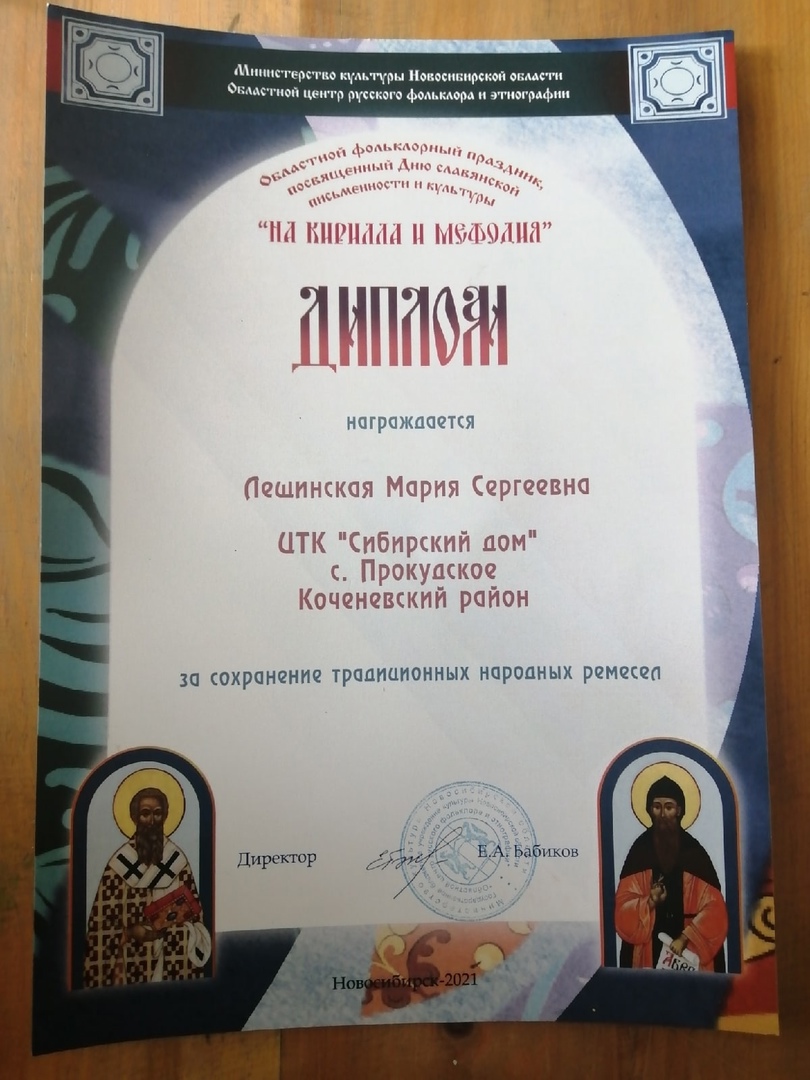 Министерство культуры Новосибирской области
Областной центр русского фольклора и этнографии
Областной фольклорный праздник,
посвященный Дню славянской
письменности и культуры
"НА КИРИЛЛА И МЕФОДИЯ"
ДИПЛОМ
награждается
Лещинская Мария Сергеевна
ЦТК "Сибирский дом"
с. Прокудское
Коченевский район
за сохранение традиционных народных ремесел
Директор
Е.А. Бабиков
Новосибирск-2021